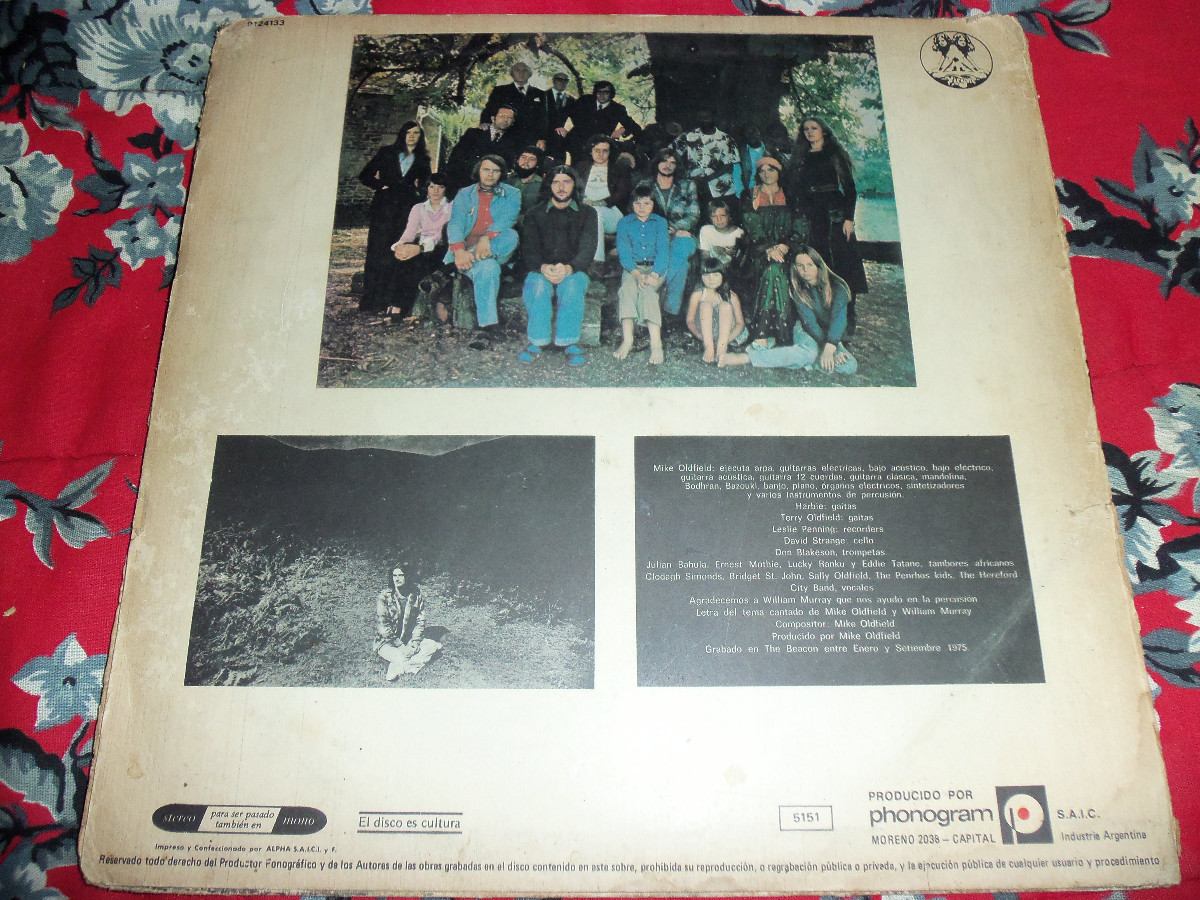 9124133
Virgin
Mike Oldfield: ejecuta arpa, guitarras electricas, bajo acústico, bajo electrico,
guitarra acústica, guitarra 12 cuerdas, guitarra clasica, mandolina,
Bodhran, Bazouki, banjo, piano, órganos electricos, sintetizadores
y varios instrumentos de percusión.
Herbie: gaitas
Terry Oldfield: gaitas
Leslie Penning: recorders
David Strange: cello
Don Blakeson, trompetas
Julian Bahula, Ernest Mothle, Lucky Ranku y Eddie Tatane, tambores africanos
Clodagh Simonds, Bridget St. John, Sally Oldfield, The Penrhos kids, The Hereford
City Band, vocales
Agradecemos a William Murray que nos ayudo en la percusión
Letra del tema cantado de Mike Oldfield y William Murray
Compositor: Mike Oldfield
Producido por Mike Oldfield
Grabado en The Beacon entre Enero y Setiembre 1975
stereo para ser pasado también en mono
El disco es cultura
5151
PRODUCIDO POR
phonogram S.A.I.C.
MORENO 2038 – CAPITAL
Industria Argentina
Impreso y Confeccionado por ALPHA S.A.I.C.I. y F.
Reservado todo derecho del Productor Fonográfico y de los Autores de las obras grabadas en el disco contenido en este sobre, prohibida su reproducción, o regrabación pública o privada, y la ejecución pública de cualquier usuario y procedimiento